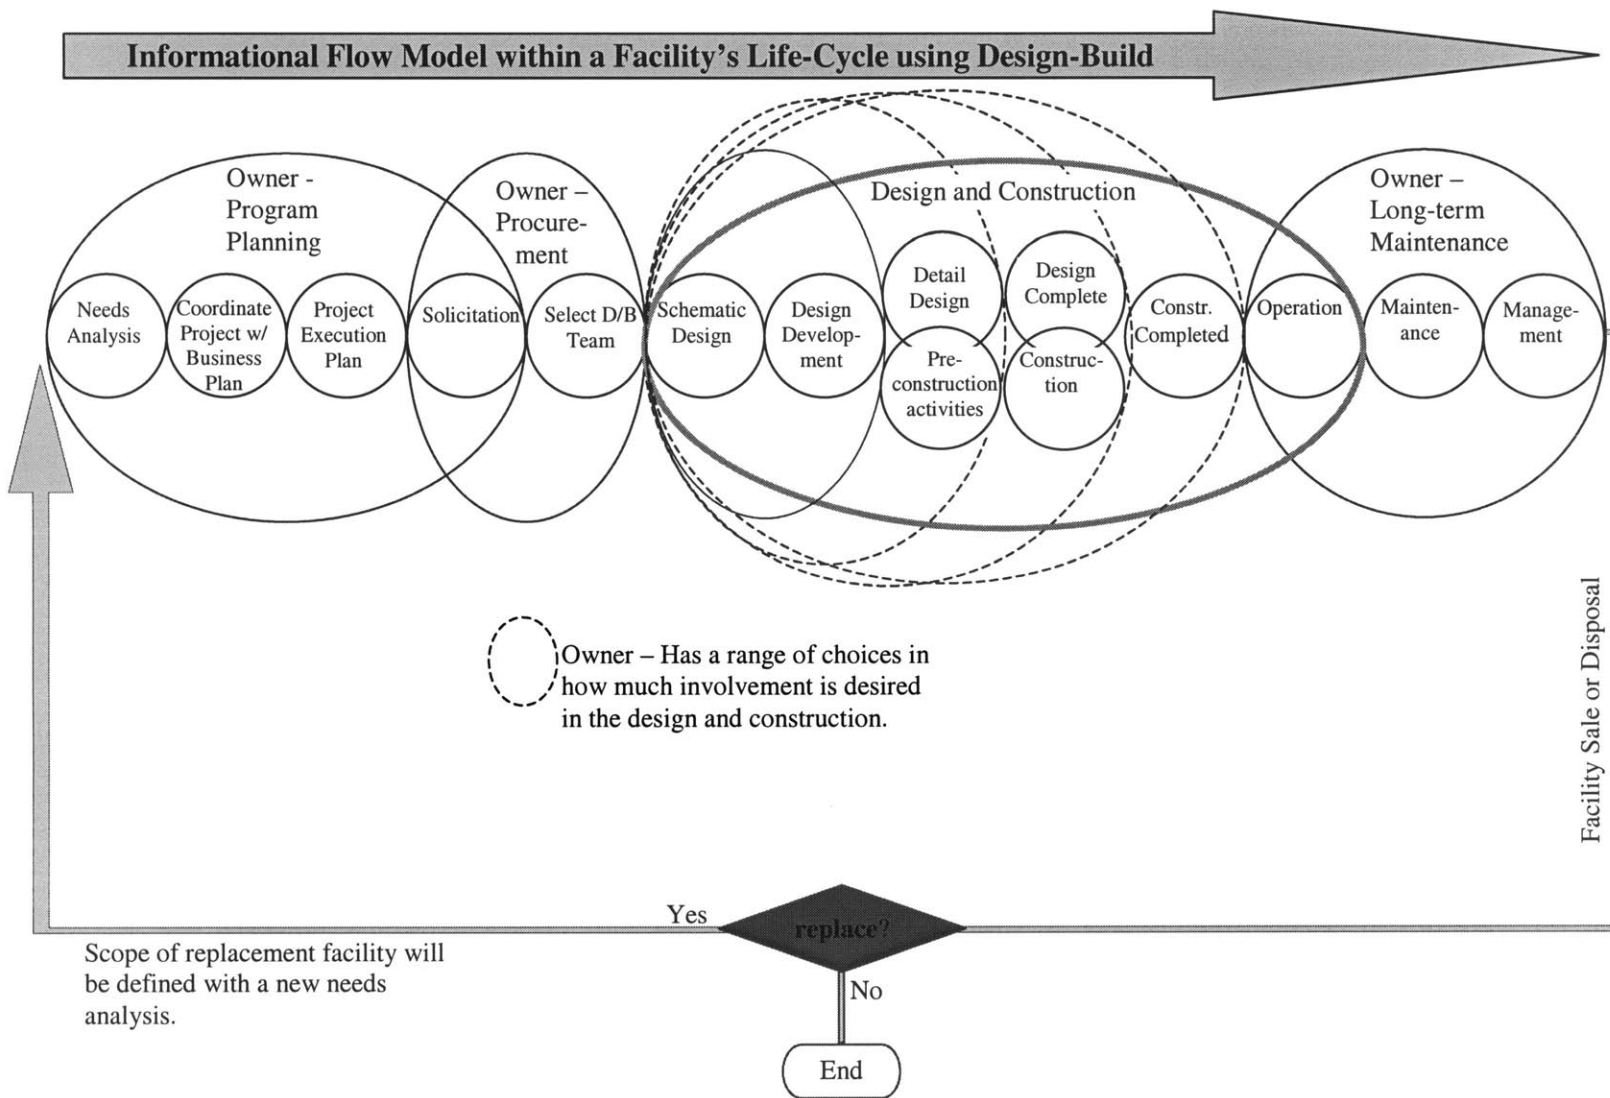 Informational Flow Model within a Facility's Life-Cycle using Design-Build
Owner -
Program
Planning
Owner –
Procure-
ment
Design and Construction
Owner –
Long-term
Maintenance
Needs
Analysis
Coordinate
Project w/
Business
Plan
Project
Execution
Plan
Solicitation
Select D/B
Team
Schematic
Design
Design
Develop-
ment
Detail
Design
Pre-
construction
activities
Design
Complete
Construc-
tion
Constr.
Completed
Operation
Mainten-
ance
Manage-
ment
Owner – Has a range of choices in
how much involvement is desired
in the design and construction.
Facility Sale or Disposal
Yes
replace?
No
End
Scope of replacement facility will
be defined with a new needs
analysis.